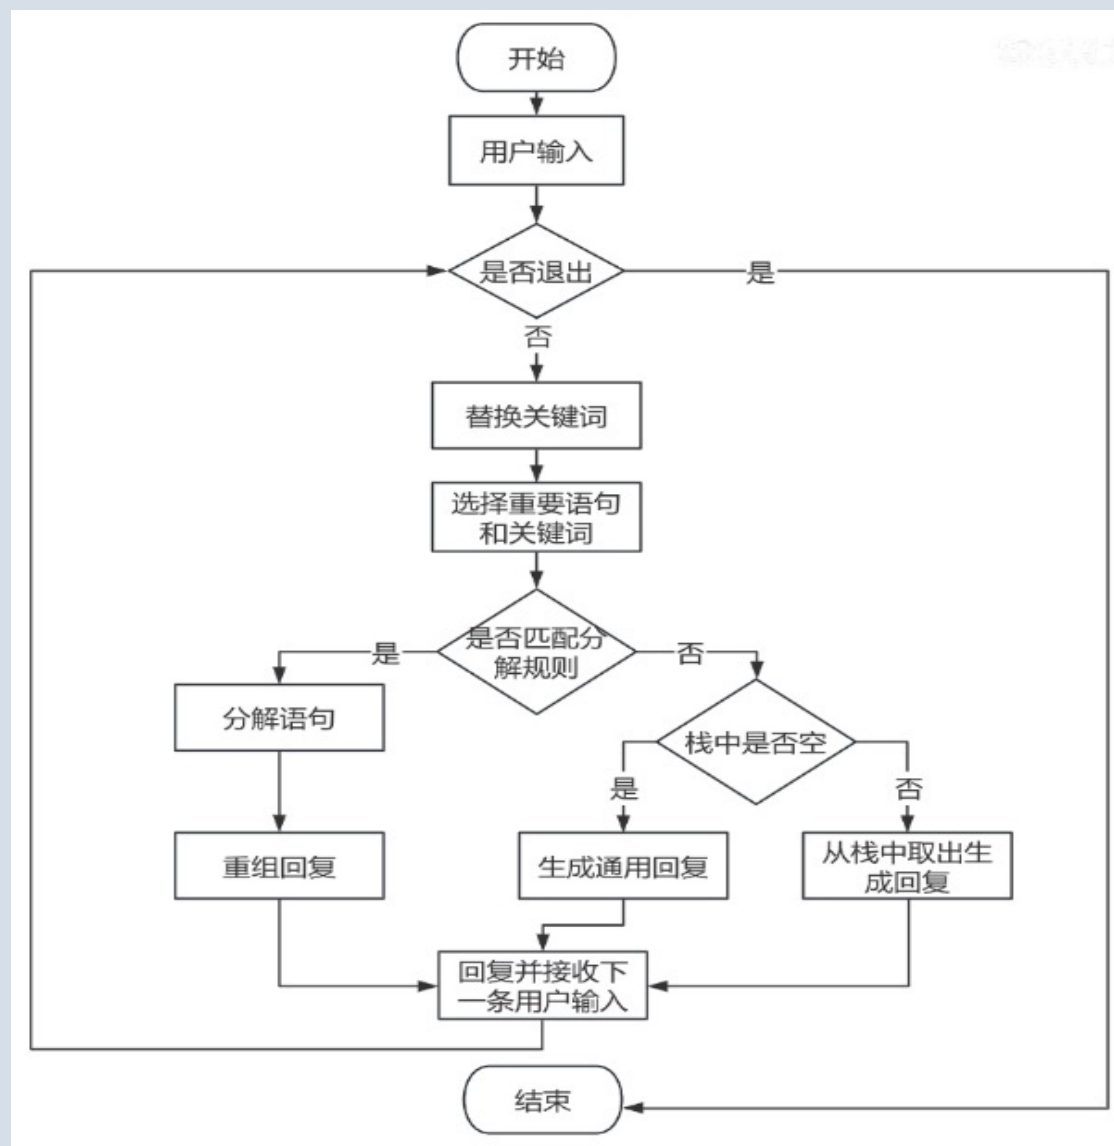 开始
用户输入
是否退出
是
否
替换关键词
选择重要语句
和关键词
是否匹配分
解规则
是
否
分解语句
栈中是否空
是
否
重组回复
生成通用回复
从栈中取出生
成回复
回复并接收下
一条用户输入
结束